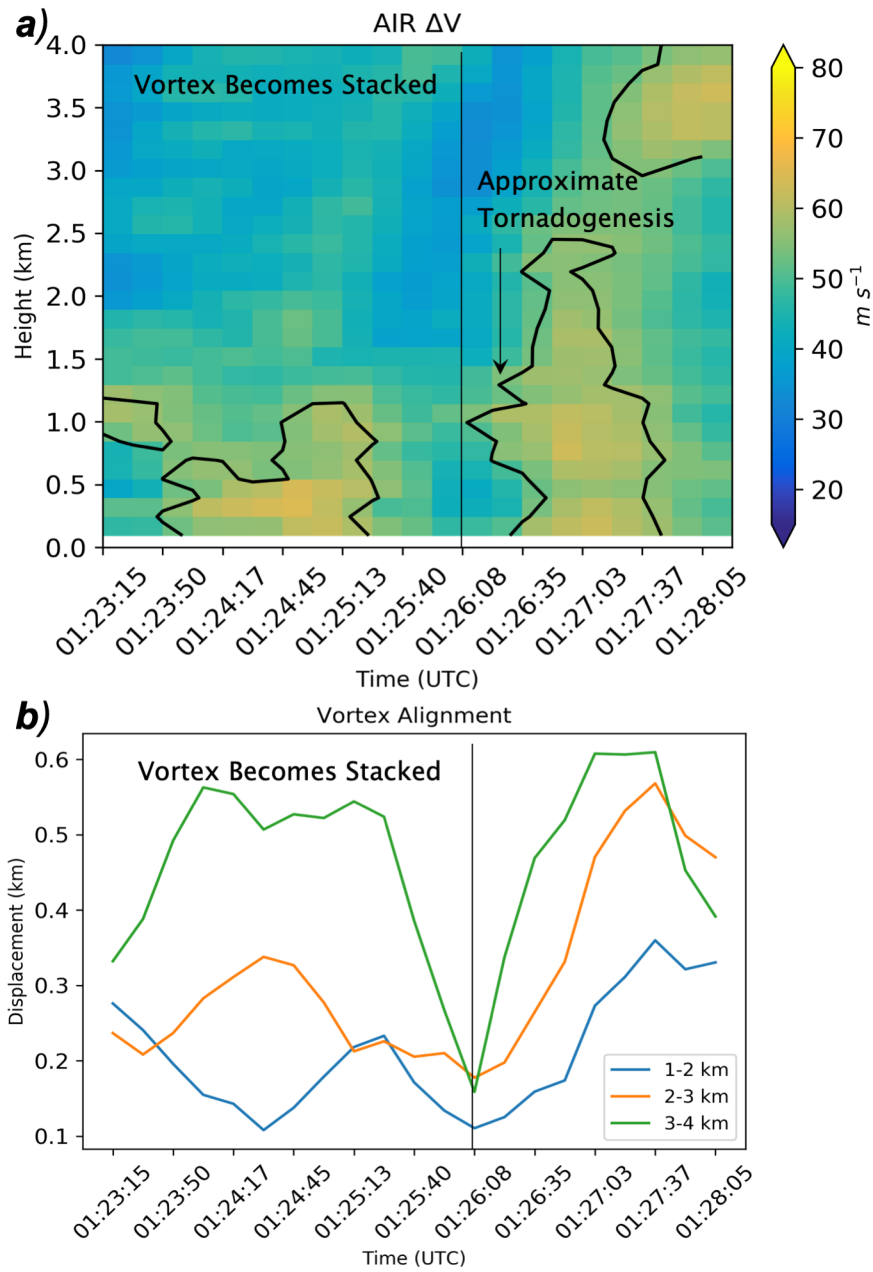 a)
AIR ΔV
Vortex Becomes Stacked
Approximate
Tornadogenesis
Height (km)
4.0
3.5
3.0
2.5
2.0
1.5
1.0
0.5
0.0
01:23:15
01:23:50
01:24:17
01:24:45
01:25:13
01:25:40
01:26:08
01:26:35
01:27:03
01:27:37
01:28:05
Time (UTC)
80
70
60
50
40
30
20
m s⁻¹
b)
Vortex Alignment
Vortex Becomes Stacked
Displacement (km)
0.6
0.5
0.4
0.3
0.2
0.1
1-2 km
2-3 km
3-4 km
01:23:15
01:23:50
01:24:17
01:24:45
01:25:13
01:25:40
01:26:08
01:26:35
01:27:03
01:27:37
01:28:05
Time (UTC)